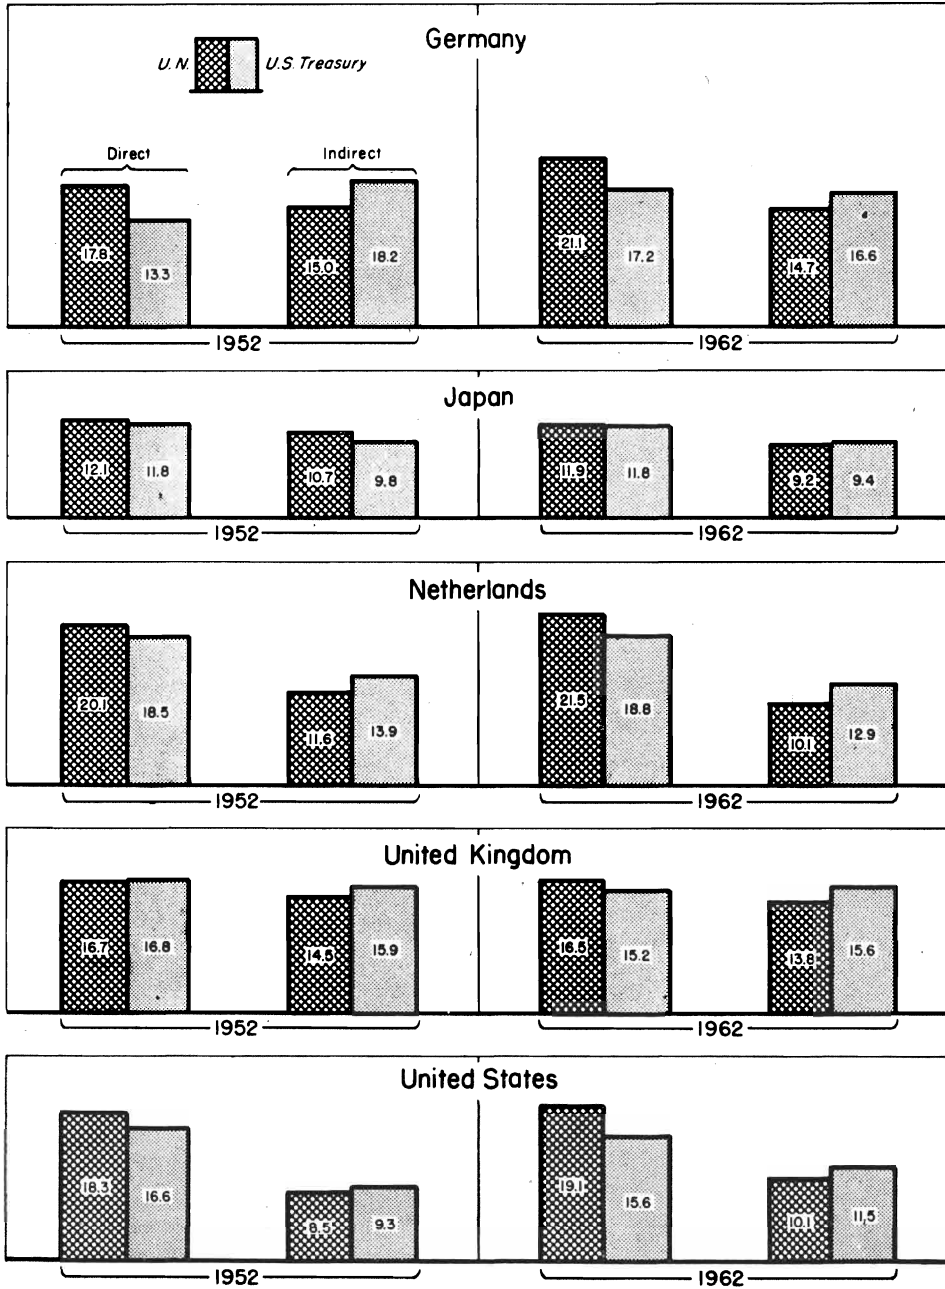 Germany
U.N. U.S. Treasury
Direct Indirect
17.8 13.3 15.0 18.2 21.1 17.2 14.7 16.6
1952 1962
Japan
12.1 11.8 10.7 9.8 11.9 11.8 9.2 9.4
1952 1962
Netherlands
20.1 18.5 11.6 13.9 21.5 18.8 10.1 12.9
1952 1962
United Kingdom
16.7 16.8 14.5 15.9 16.5 15.2 13.8 15.6
1952 1962
United States
18.3 16.6 8.5 9.3 19.1 15.6 10.1 11.5
1952 1962